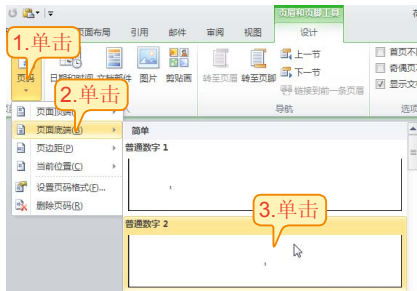 页眉和页脚工具
页面布局 引用 邮件 审阅 视图 设计
1.单击
页码 日期和时间 文档部件 图片 剪贴画 转至页眉 转至页脚
上一节
下一节
链接到前一条页眉
导航
首页不
奇偶页
显示文
选项
2.单击
页面顶端
页面底端
页边距(P)
当前位置(C)
设置页码格式(F)...
删除页码(R)
简单
普通数字 1
普通数字 2
3.单击